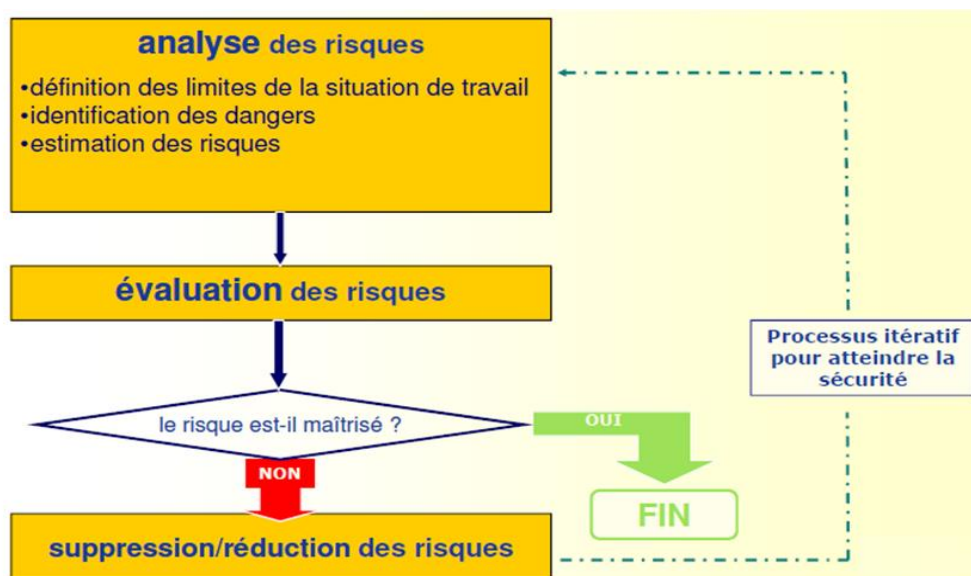 analyse des risques
•définition des limites de la situation de travail
•identification des dangers
•estimation des risques
évaluation des risques
Processus itératif
pour atteindre la
sécurité
le risque est-il maîtrisé ?
OUI
NON
FIN
suppression/réduction des risques